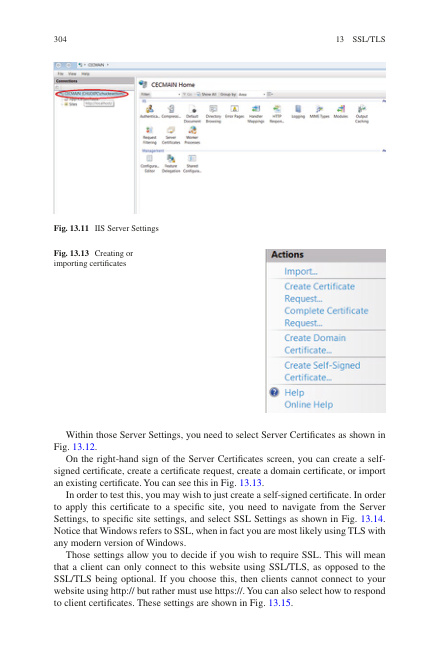 304
13 SSL/TLS
CECMAIN
File View Help
Connections
CECMAIN Home
Filter:
Show All Group by: Area
IIS
Authentica... Compress... Default Document Directory Browsing Error Pages Handler Mappings HTTP Respon... Logging MIME Types Modules Output Caching
Request Filtering Server Certificates Worker Processes
Management
Configura... Editor Feature Delegation Shared Configura...
Fig. 13.11 IIS Server Settings
Fig. 13.13 Creating or
importing certificates
Actions
Import...
Create Certificate
Request...
Complete Certificate
Request...
Create Domain
Certificate...
Create Self-Signed
Certificate...
Help
Online Help
Within those Server Settings, you need to select Server Certificates as shown in
Fig. 13.12.
On the right-hand sign of the Server Certificates screen, you can create a self-
signed certificate, create a certificate request, create a domain certificate, or import
an existing certificate. You can see this in Fig. 13.13.
In order to test this, you may wish to just create a self-signed certificate. In order
to apply this certificate to a specific site, you need to navigate from the Server
Settings, to specific site settings, and select SSL Settings as shown in Fig. 13.14.
Notice that Windows refers to SSL, when in fact you are most likely using TLS with
any modern version of Windows.
Those settings allow you to decide if you wish to require SSL. This will mean
that a client can only connect to this website using SSL/TLS, as opposed to the
SSL/TLS being optional. If you choose this, then clients cannot connect to your
website using http:// but rather must use https://. You can also select how to respond
to client certificates. These settings are shown in Fig. 13.15.